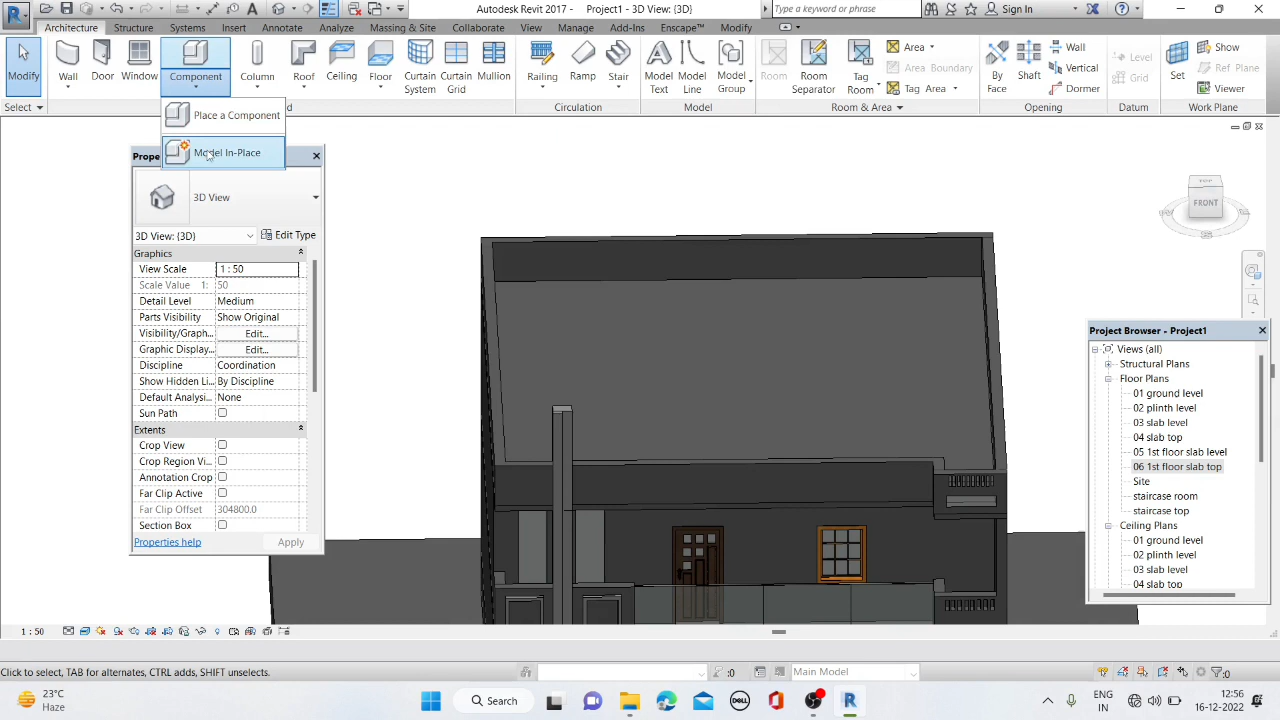 Autodesk Revit 2017 - Project1 - 3D View: {3D}
Type a keyword or phrase
Sign In
Architecture Structure Systems Insert Annotate Analyze Massing & Site Collaborate View Manage Add-Ins Escape™ Modify
Modify Wall Door Window Component Column Roof Ceiling Floor Curtain System Curtain Grid Mullion Railing Ramp Stair Model Text Model Line Model Group Room Room Separator Tag Room Area Area Boundary Tag Area By Face Shaft Wall Vertical Dormer Level Grid Set Show Ref Plane Viewer
Select Circulation Model Room & Area Opening Datum Work Plane
Place a Component
Model In-Place
Prope
3D View
3D View: {3D} Edit Type
Graphics
View Scale 1 : 50
Scale Value 1: 50
Detail Level Medium
Parts Visibility Show Original
Visibility/Graph... Edit...
Graphic Display... Edit...
Discipline Coordination
Show Hidden Li... By Discipline
Default Analysi... None
Sun Path
Extents
Crop View
Crop Region Vi...
Annotation Crop
Far Clip Active
Far Clip Offset 304800.0
Section Box
Properties help Apply
TOP
FRONT
Project Browser - Project1
Views (all)
Structural Plans
Floor Plans
01 ground level
02 plinth level
03 slab level
04 slab top
05 1st floor slab level
06 1st floor slab top
Site
staircase room
staircase top
Ceiling Plans
01 ground level
02 plinth level
03 slab level
04 slab top
1 : 50
Click to select, TAB for alternates, CTRL adds, SHIFT unselects.
:0
Main Model
:0
23°C
Haze
Search
DELL
ENG
IN
12:56
16-12-2022